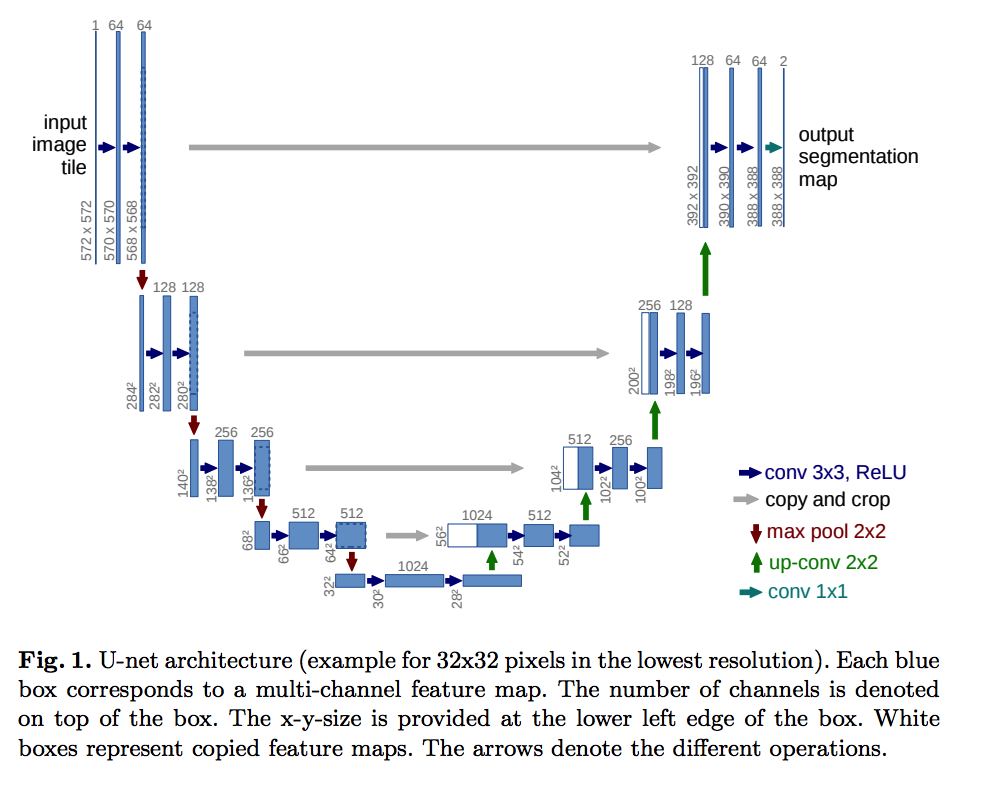 1 64 64
input
image
tile
572 x 572
570 x 570
568 x 568
128 64 64 2
output
segmentation
map
392 x 392
390 x 390
388 x 388
388 x 388
128 128
284²
282²
280²
256 128
200²
198²
196²
256 256
140²
138²
136²
512 256
104²
102²
100²
512 512
68²
66²
64²
1024 512
56²
54²
52²
1024
32²
30²
28²
conv 3x3, ReLU
copy and crop
max pool 2x2
up-conv 2x2
conv 1x1
Fig. 1. U-net architecture (example for 32x32 pixels in the lowest resolution). Each blue
box corresponds to a multi-channel feature map. The number of channels is denoted
on top of the box. The x-y-size is provided at the lower left edge of the box. White
boxes represent copied feature maps. The arrows denote the different operations.